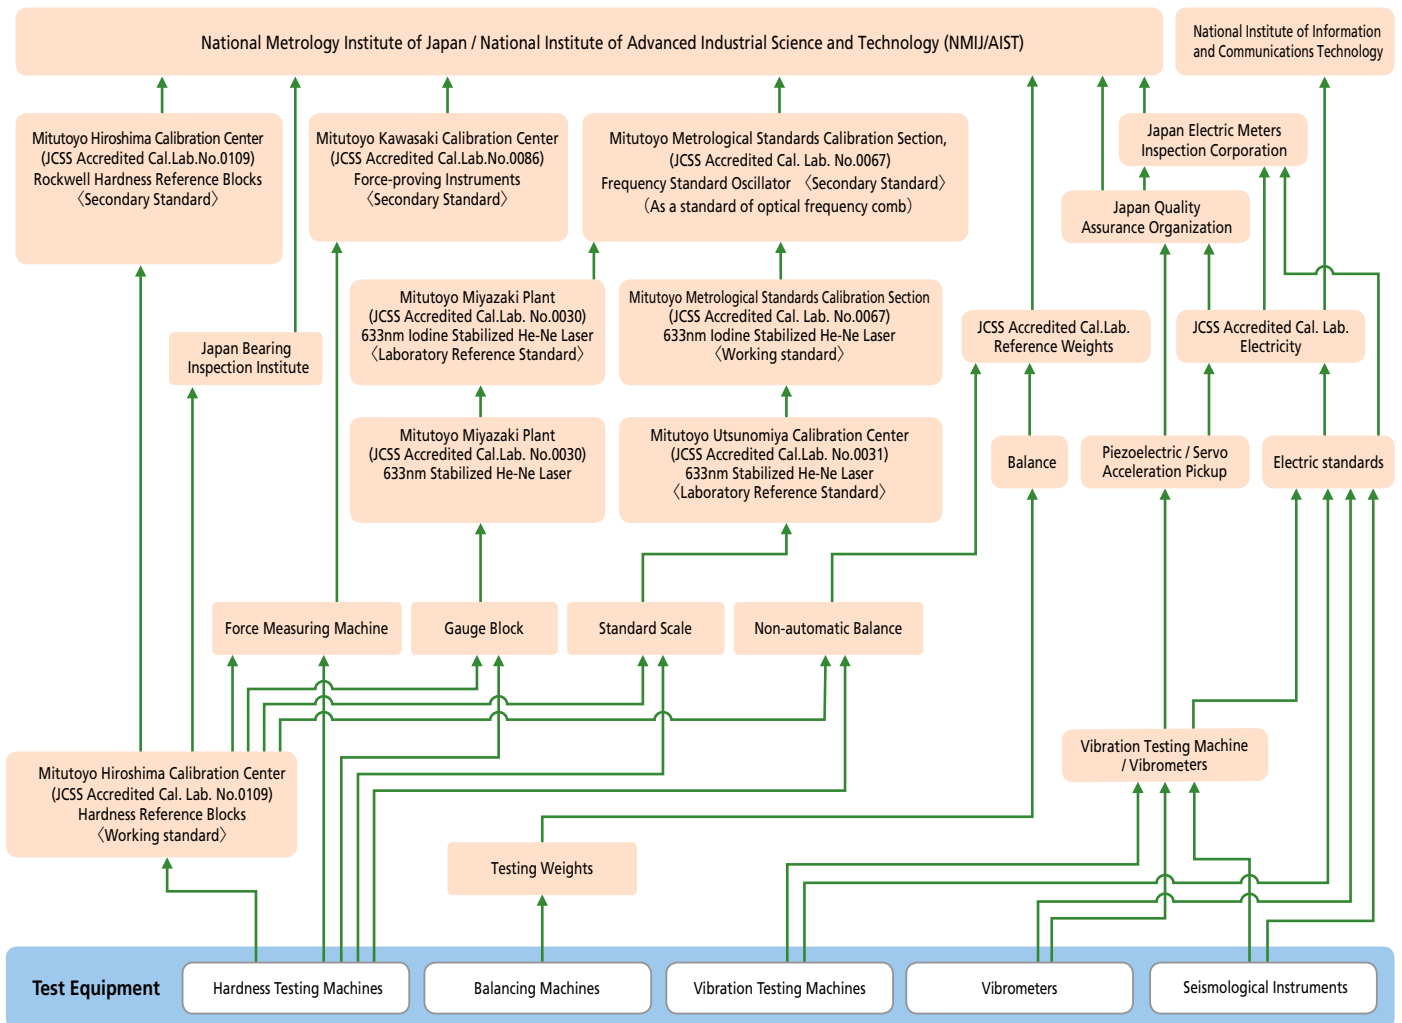 National Metrology Institute of Japan / National Institute of Advanced Industrial Science and Technology (NMIJ/AIST)
National Institute of Information
and Communications Technology
Mitutoyo Hiroshima Calibration Center
(JCSS Accredited Cal.Lab.No.0109)
Rockwell Hardness Reference Blocks
〈Secondary Standard〉
Mitutoyo Kawasaki Calibration Center
(JCSS Accredited Cal.Lab.No.0086)
Force-proving Instruments
〈Secondary Standard〉
Mitutoyo Metrological Standards Calibration Section,
(JCSS Accredited Cal. Lab. No.0067)
Frequency Standard Oscillator 〈Secondary Standard〉
(As a standard of optical frequency comb)
Japan Electric Meters
Inspection Corporation
Japan Quality
Assurance Organization
Japan Bearing
Inspection Institute
Mitutoyo Miyazaki Plant
(JCSS Accredited Cal.Lab. No.0030)
633nm Iodine Stabilized He-Ne Laser
〈Laboratory Reference Standard〉
Mitutoyo Metrological Standards Calibration Section
(JCSS Accredited Cal. Lab. No.0067)
633nm Iodine Stabilized He-Ne Laser
〈Working standard〉
JCSS Accredited Cal.Lab.
Reference Weights
JCSS Accredited Cal. Lab.
Electricity
Mitutoyo Miyazaki Plant
(JCSS Accredited Cal.Lab. No.0030)
633nm Stabilized He-Ne Laser
Mitutoyo Utsunomiya Calibration Center
(JCSS Accredited Cal.Lab. No.0031)
633nm Stabilized He-Ne Laser
〈Laboratory Reference Standard〉
Balance
Piezoelectric / Servo
Acceleration Pickup
Electric standards
Force Measuring Machine
Gauge Block
Standard Scale
Non-automatic Balance
Mitutoyo Hiroshima Calibration Center
(JCSS Accredited Cal. Lab. No.0109)
Hardness Reference Blocks
〈Working standard〉
Vibration Testing Machine
/ Vibrometers
Testing Weights
Test Equipment
Hardness Testing Machines
Balancing Machines
Vibration Testing Machines
Vibrometers
Seismological Instruments